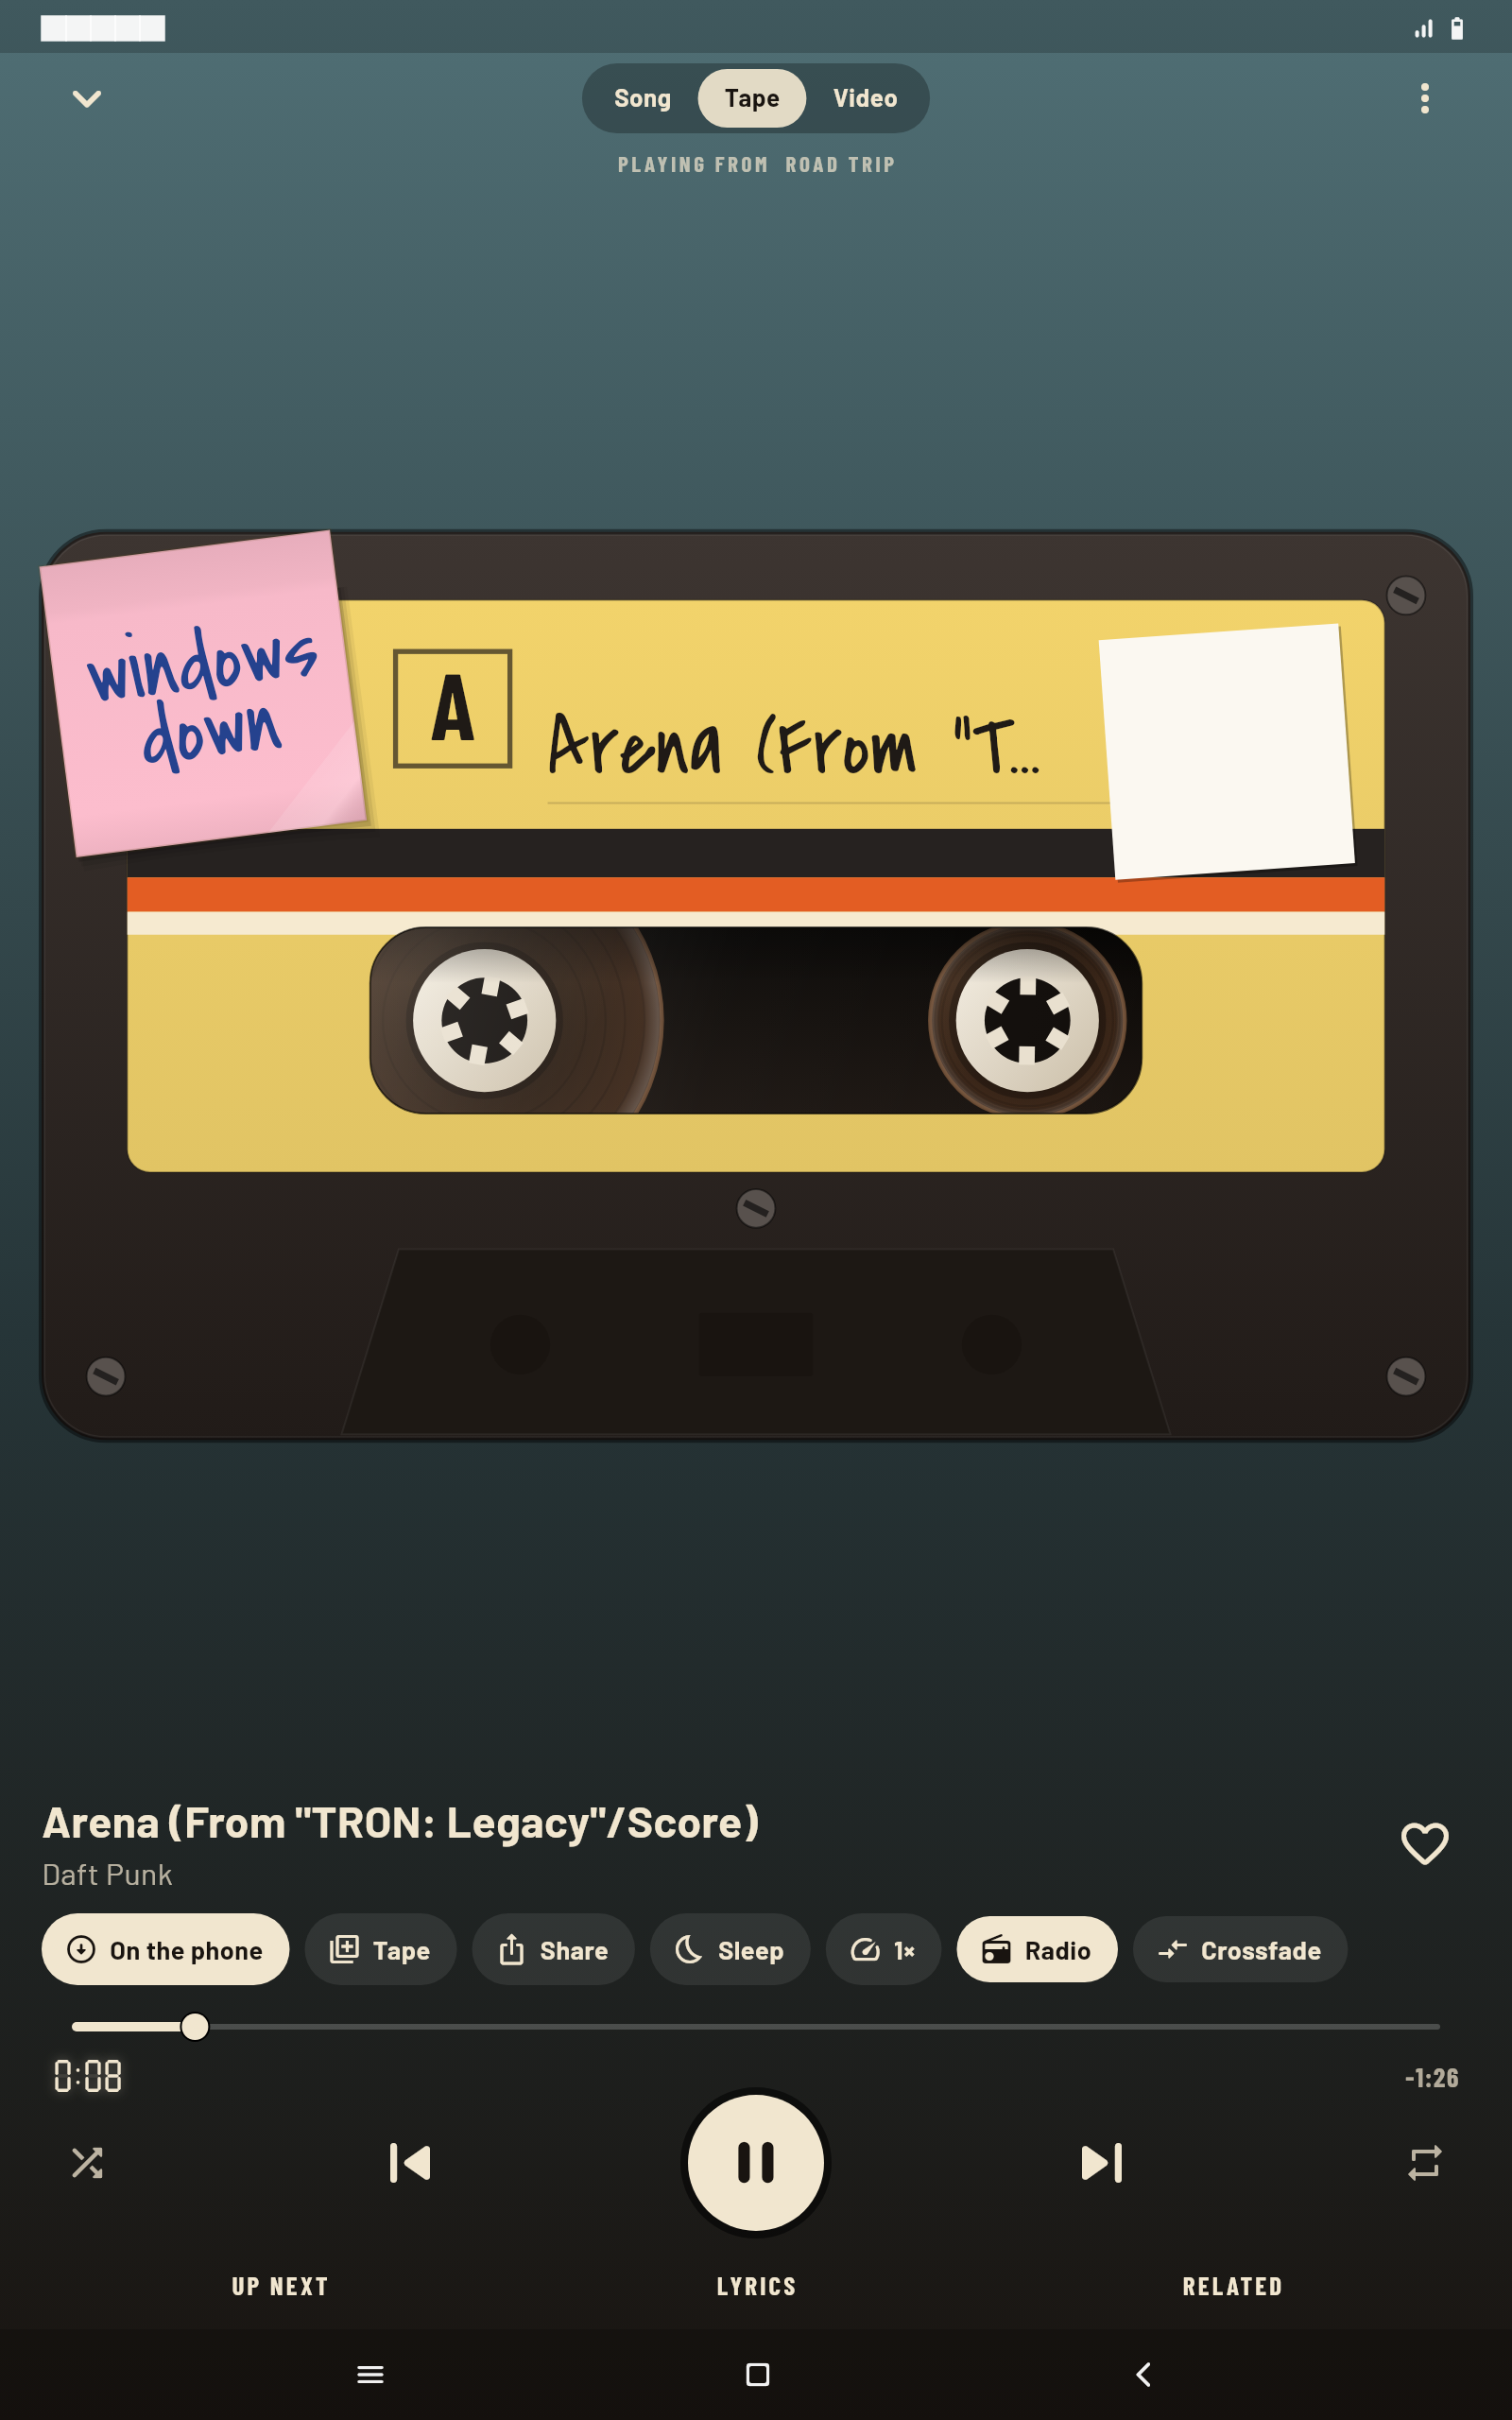 Song Tape Video
PLAYING FROM ROAD TRIP
windows
down
A
Arena (From "T...
Arena (From "TRON: Legacy"/Score)
Daft Punk
On the phone Tape Share Sleep 1× Radio Crossfade
0:08 -1:26
UP NEXT LYRICS RELATED